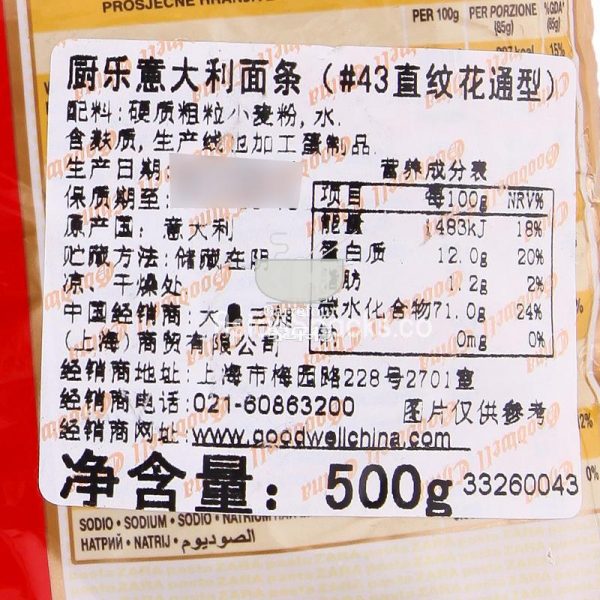 PROSJEČNE HRANJI
PER 100g PER PORZIONE %GDA*
(85g) (85g)
15%
厨乐意大利面条（#43直纹花通型）
配料:硬质粗粒小麦粉,水.
含麸质,生产线也加工蛋制品.
生产日期:
保质期至:
原产国: 意大利
贮藏方法:储藏在阴
凉、干燥处
中国经销商:大昌三昶
(上海)商贸有限公司
营养成分表
项目 每100g NRV%
能量 1483kJ 18%
蛋白质 12.0g 20%
脂肪 1.2g 2%
碳水化合物 71.0g 24%
0mg 0%
经销商地址:上海市梅园路228号2701室
经销商电话:021-60863200
图片仅供参考
经销商网址:www.goodwellchina.com
净含量: 500g 33260043
2%
0%
SODIO • SODIUM • SODIO • NATRIUM
НАТРИЙ • NATRIJ • الصوديوم